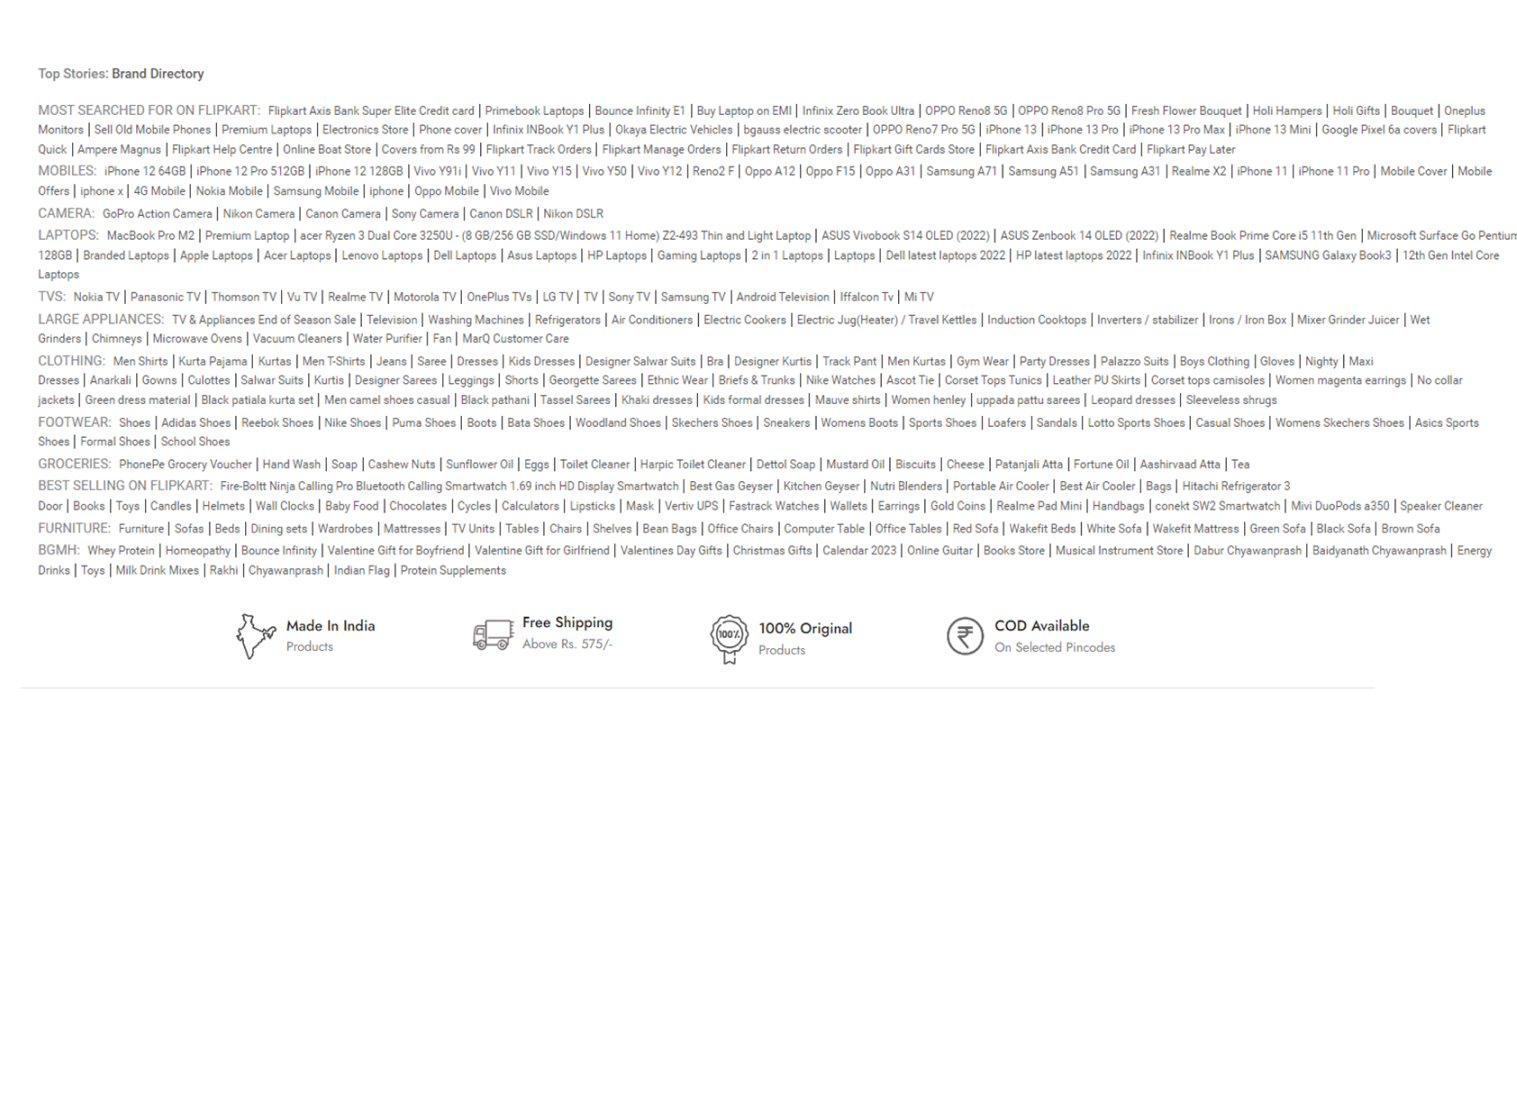 Top Stories: Brand Directory
MOST SEARCHED FOR ON FLIPKART: Flipkart Axis Bank Super Elite Credit card | Primebook Laptops | Bounce Infinity E1 | Buy Laptop on EMI | Infinix Zero Book Ultra | OPPO Reno8 5G | OPPO Reno8 Pro 5G | Fresh Flower Bouquet | Holi Hampers | Holi Gifts | Bouquet | Oneplus
Monitors | Sell Old Mobile Phones | Premium Laptops | Electronics Store | Phone cover | Infinix INBook Y1 Plus | Okaya Electric Vehicles | bgauss electric scooter | OPPO Reno7 Pro 5G | iPhone 13 | iPhone 13 Pro | iPhone 13 Pro Max | iPhone 13 Mini | Google Pixel 6a covers | Flipkart
Quick | Ampere Magnus | Flipkart Help Centre | Online Boat Store | Covers from Rs 99 | Flipkart Track Orders | Flipkart Manage Orders | Flipkart Return Orders | Flipkart Gift Cards Store | Flipkart Axis Bank Credit Card | Flipkart Pay Later
MOBILES: iPhone 12 64GB | iPhone 12 Pro 512GB | iPhone 12 128GB | Vivo Y91i | Vivo Y11 | Vivo Y15 | Vivo Y50 | Vivo Y12 | Reno2 F | Oppo A12 | Oppo F15 | Oppo A31 | Samsung A71 | Samsung A51 | Samsung A31 | Realme X2 | iPhone 11 | iPhone 11 Pro | Mobile Cover | Mobile
Offers | iphone x | 4G Mobile | Nokia Mobile | Samsung Mobile | iphone | Oppo Mobile | Vivo Mobile
CAMERA: GoPro Action Camera | Nikon Camera | Canon Camera | Sony Camera | Canon DSLR | Nikon DSLR
LAPTOPS: MacBook Pro M2 | Premium Laptop | acer Ryzen 3 Dual Core 3250U - (8 GB/256 GB SSD/Windows 11 Home) Z2-493 Thin and Light Laptop | ASUS Vivobook S14 OLED (2022) | ASUS Zenbook 14 OLED (2022) | Realme Book Prime Core i5 11th Gen | Microsoft Surface Go Pentium
128GB | Branded Laptops | Apple Laptops | Acer Laptops | Lenovo Laptops | Dell Laptops | Asus Laptops | HP Laptops | Gaming Laptops | 2 in 1 Laptops | Laptops | Dell latest laptops 2022 | HP latest laptops 2022 | Infinix INBook Y1 Plus | SAMSUNG Galaxy Book3 | 12th Gen Intel Core
Laptops
TVS: Nokia TV | Panasonic TV | Thomson TV | Vu TV | Realme TV | Motorola TV | OnePlus TVs | LG TV | TV | Sony TV | Samsung TV | Android Television | Iffalcon Tv | Mi TV
LARGE APPLIANCES: TV & Appliances End of Season Sale | Television | Washing Machines | Refrigerators | Air Conditioners | Electric Cookers | Electric Jug(Heater) / Travel Kettles | Induction Cooktops | Inverters / stabilizer | Irons / Iron Box | Mixer Grinder Juicer | Wet
Grinders | Chimneys | Microwave Ovens | Vacuum Cleaners | Water Purifier | Fan | MarQ Customer Care
CLOTHING: Men Shirts | Kurta Pajama | Kurtas | Men T-Shirts | Jeans | Saree | Dresses | Kids Dresses | Designer Salwar Suits | Bra | Designer Kurtis | Track Pant | Men Kurtas | Gym Wear | Party Dresses | Palazzo Suits | Boys Clothing | Gloves | Nighty | Maxi
Dresses | Anarkali | Gowns | Culottes | Salwar Suits | Kurtis | Designer Sarees | Leggings | Shorts | Georgette Sarees | Ethnic Wear | Briefs & Trunks | Nike Watches | Ascot Tie | Corset Tops Tunics | Leather PU Skirts | Corset tops camisoles | Women magenta earrings | No collar
jackets | Green dress material | Black patiala kurta set | Men camel shoes casual | Black pathani | Tassel Sarees | Khaki dresses | Kids formal dresses | Mauve shirts | Women henley | uppada pattu sarees | Leopard dresses | Sleeveless shrugs
FOOTWEAR: Shoes | Adidas Shoes | Reebok Shoes | Nike Shoes | Puma Shoes | Boots | Bata Shoes | Woodland Shoes | Skechers Shoes | Sneakers | Womens Boots | Sports Shoes | Loafers | Sandals | Lotto Sports Shoes | Casual Shoes | Womens Skechers Shoes | Asics Sports
Shoes | Formal Shoes | School Shoes
GROCERIES: PhonePe Grocery Voucher | Hand Wash | Soap | Cashew Nuts | Sunflower Oil | Eggs | Toilet Cleaner | Harpic Toilet Cleaner | Dettol Soap | Mustard Oil | Biscuits | Cheese | Patanjali Atta | Fortune Oil | Aashirvaad Atta | Tea
BEST SELLING ON FLIPKART: Fire-Boltt Ninja Calling Pro Bluetooth Calling Smartwatch 1.69 inch HD Display Smartwatch | Best Gas Geyser | Kitchen Geyser | Nutri Blenders | Portable Air Cooler | Best Air Cooler | Bags | Hitachi Refrigerator 3
Door | Books | Toys | Candles | Helmets | Wall Clocks | Baby Food | Chocolates | Cycles | Calculators | Lipsticks | Mask | Vertiv UPS | Fastrack Watches | Wallets | Earrings | Gold Coins | Realme Pad Mini | Handbags | conekt SW2 Smartwatch | Mivi DuoPods a350 | Speaker Cleaner
FURNITURE: Furniture | Sofas | Beds | Dining sets | Wardrobes | Mattresses | TV Units | Tables | Chairs | Shelves | Bean Bags | Office Chairs | Computer Table | Office Tables | Red Sofa | Wakefit Beds | White Sofa | Wakefit Mattress | Green Sofa | Black Sofa | Brown Sofa
BGMH: Whey Protein | Homeopathy | Bounce Infinity | Valentine Gift for Boyfriend | Valentine Gift for Girlfriend | Valentines Day Gifts | Christmas Gifts | Calendar 2023 | Online Guitar | Books Store | Musical Instrument Store | Dabur Chyawanprash | Baidyanath Chyawanprash | Energy
Drinks | Toys | Milk Drink Mixes | Rakhi | Chyawanprash | Indian Flag | Protein Supplements
Made In India
Products
Free Shipping
Above Rs. 575/-
100%
100% Original
Products
₹
COD Available
On Selected Pincodes